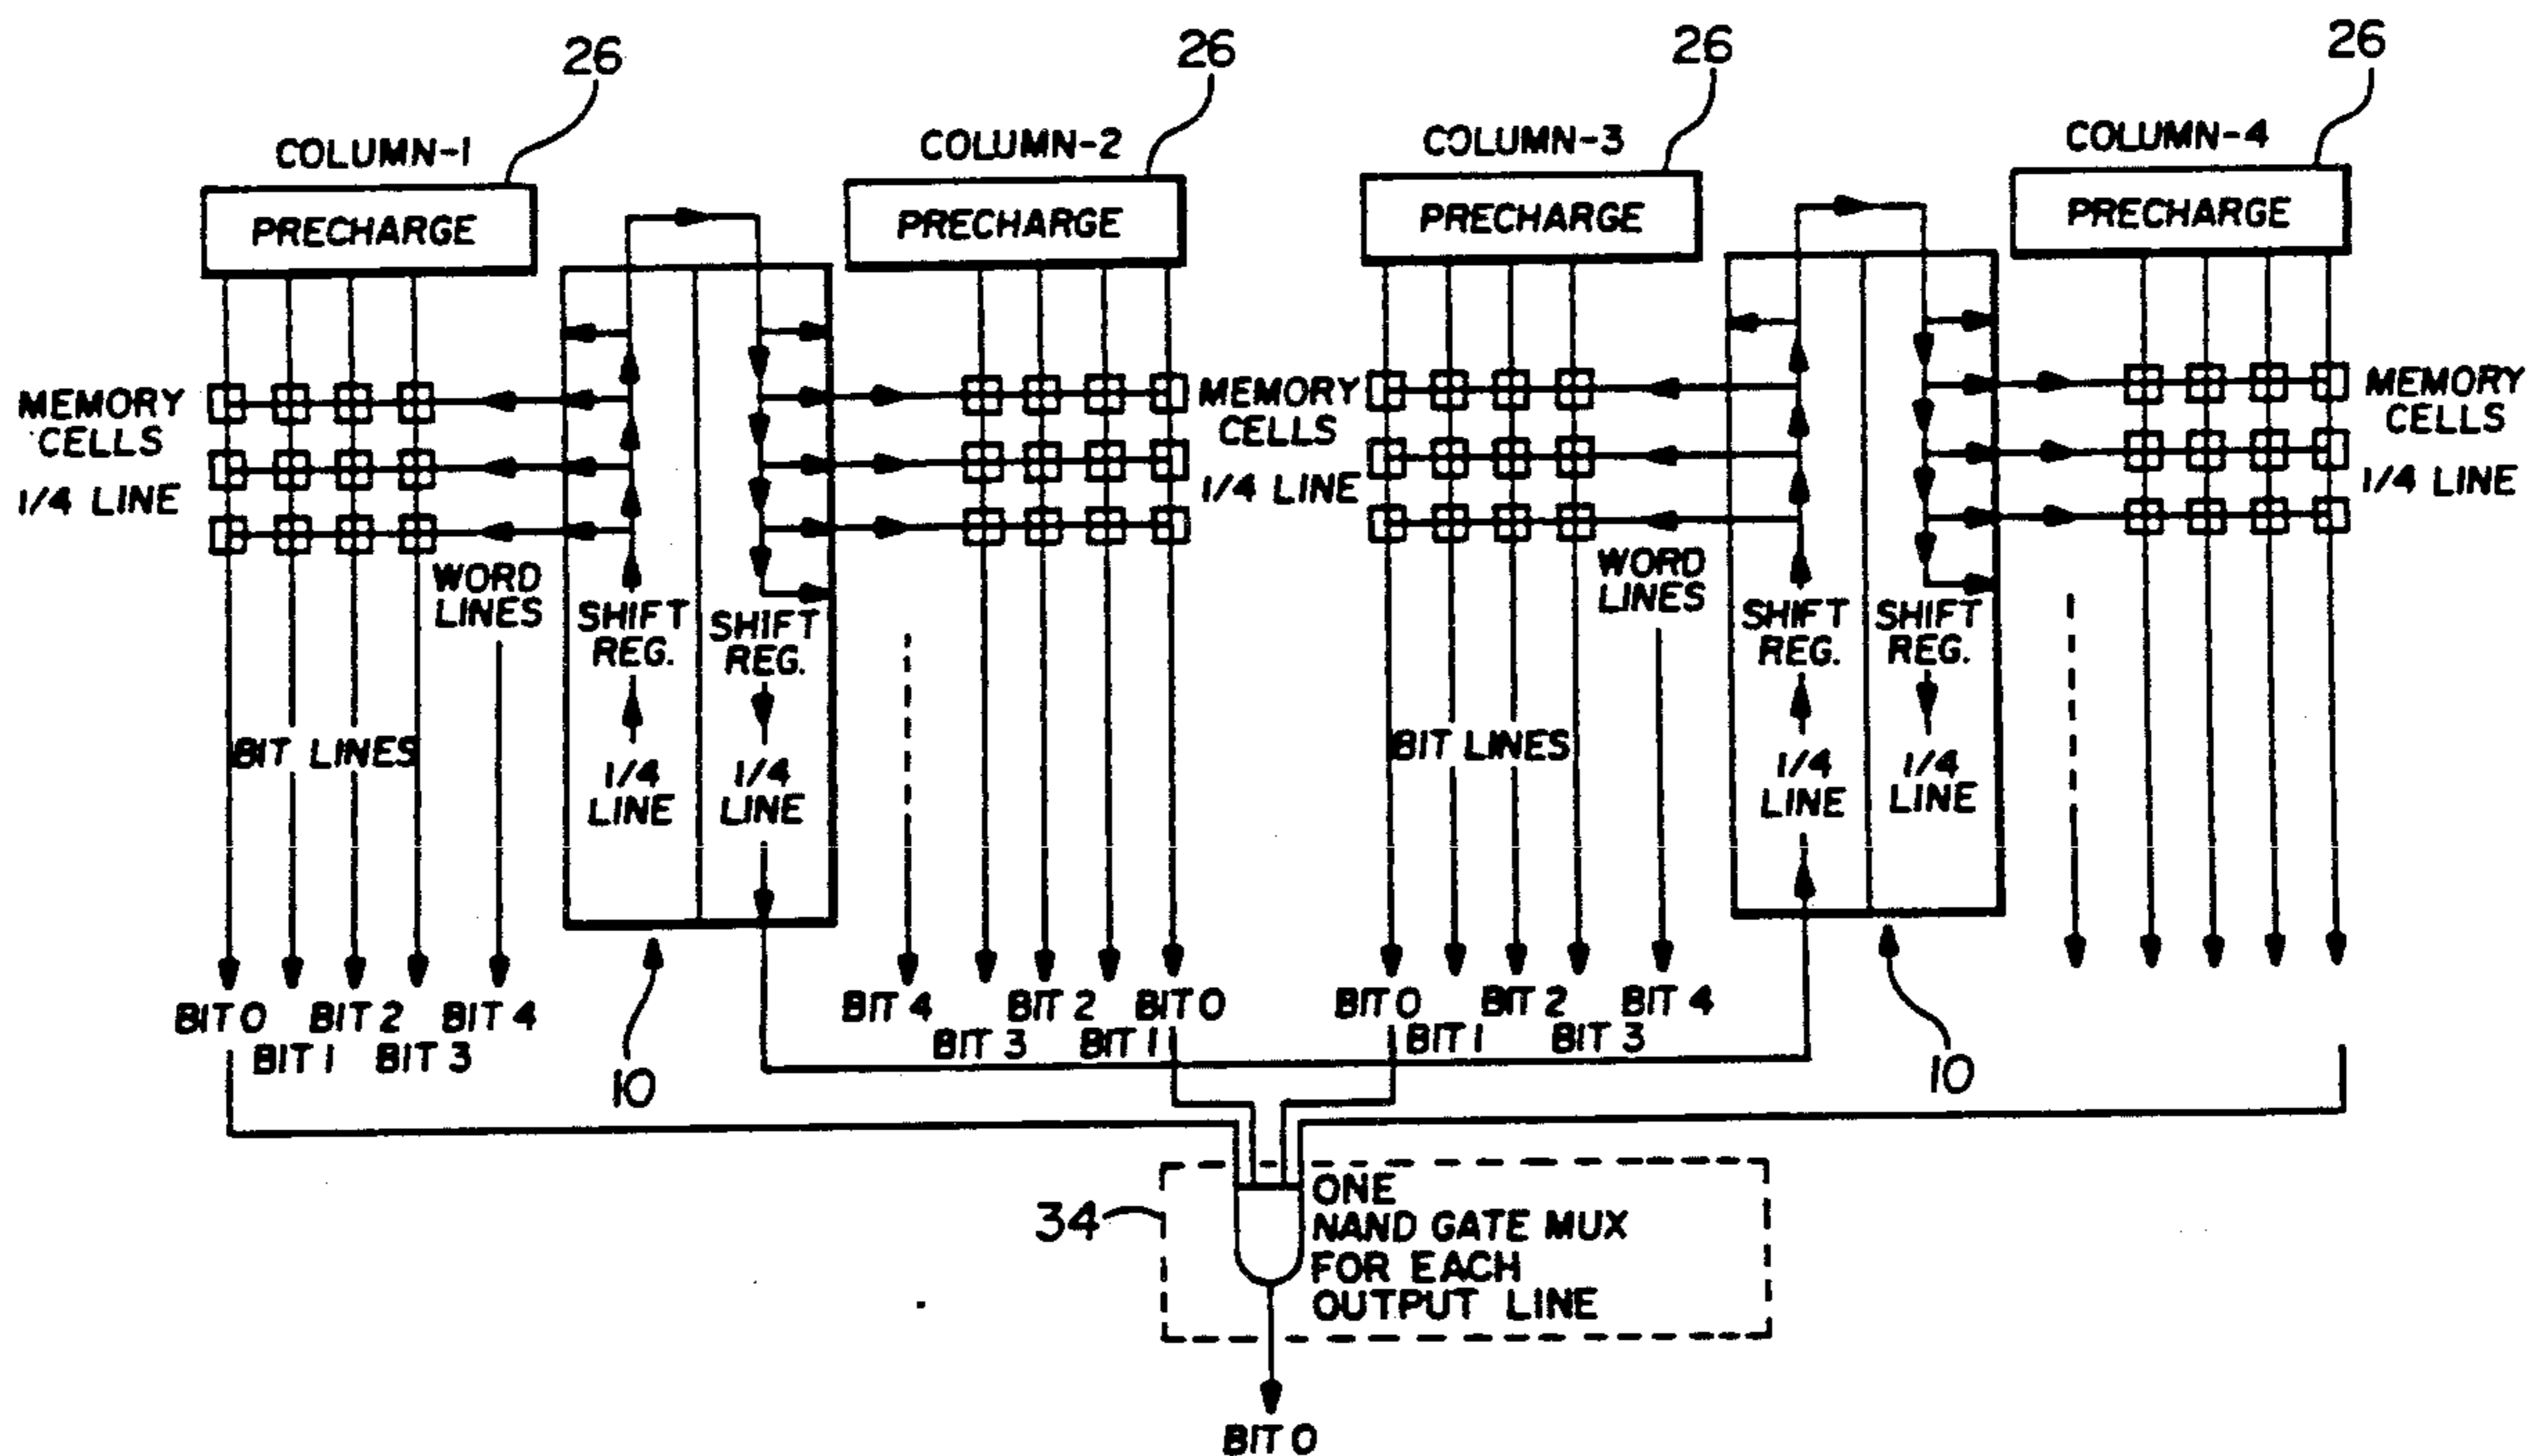 26
26
26
26
COLUMN-1
COLUMN-2
COLUMN-3
COLUMN-4
PRECHARGE
PRECHARGE
PRECHARGE
PRECHARGE
MEMORY
CELLS
1/4 LINE
MEMORY
CELLS
1/4 LINE
MEMORY
CELLS
1/4 LINE
WORD
LINES
SHIFT
REG.
SHIFT
REG.
WORD
LINES
SHIFT
REG.
SHIFT
REG.
BIT LINES
1/4
LINE
1/4
LINE
BIT LINES
1/4
LINE
1/4
LINE
BIT 0
BIT 1
BIT 2
BIT 3
BIT 4
10
BIT 4
BIT 3
BIT 2
BIT 1
BIT 0
BIT 0
BIT 1
BIT 2
BIT 3
BIT 4
10
34
ONE
NAND GATE MUX
FOR EACH
OUTPUT LINE
BIT 0